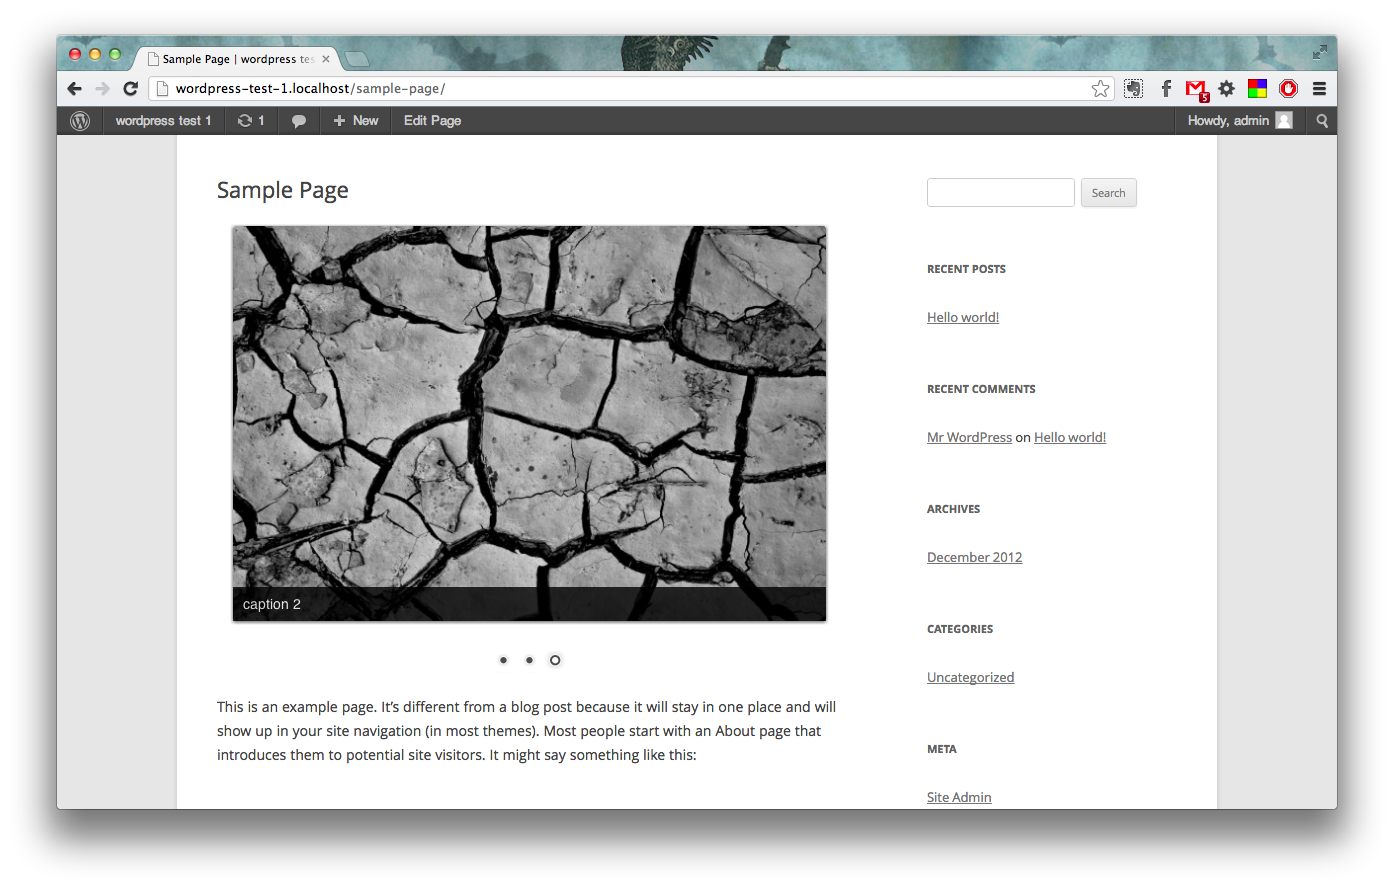 Sample Page | wordpress tes
wordpress-test-1.localhost/sample-page/
5
wordpress test 1
1
New
Edit Page
Howdy, admin
Sample Page
Search
RECENT POSTS
Hello world!
RECENT COMMENTS
Mr WordPress on Hello world!
ARCHIVES
December 2012
CATEGORIES
Uncategorized
META
Site Admin
caption 2
This is an example page. It’s different from a blog post because it will stay in one place and will
show up in your site navigation (in most themes). Most people start with an About page that
introduces them to potential site visitors. It might say something like this: